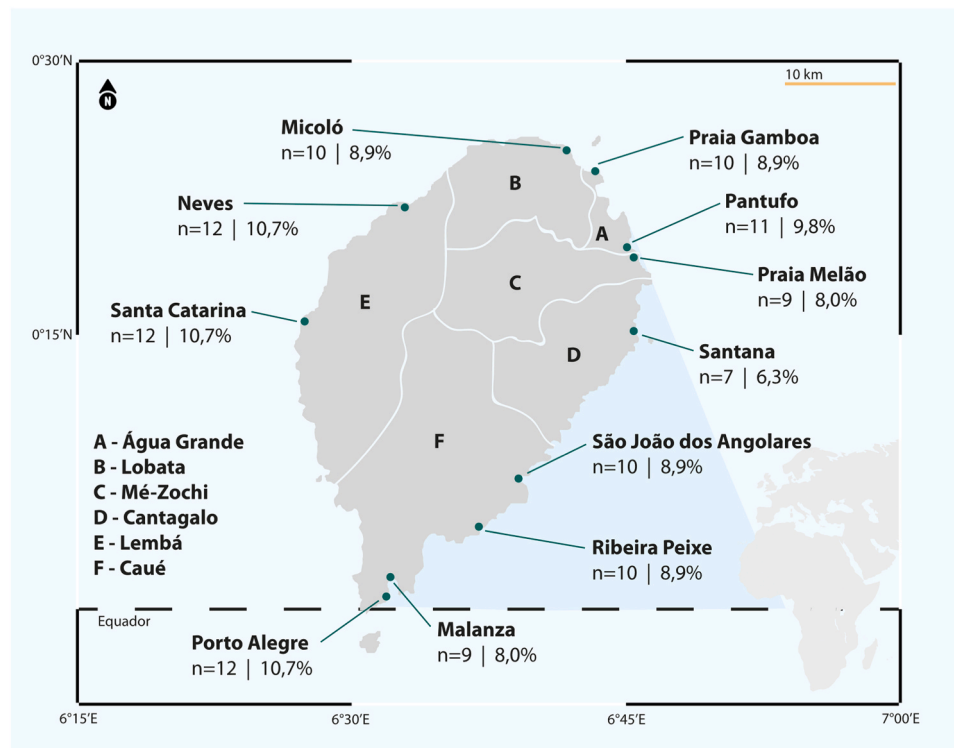 0°30′N
10 km
N
Micoló
n=10 | 8,9%
Praia Gamboa
n=10 | 8,9%
B
Neves
n=12 | 10,7%
Pantufo
n=11 | 9,8%
A
Praia Melão
n=9 | 8,0%
C
E
Santa Catarina
n=12 | 10,7%
0°15′N
Santana
n=7 | 6,3%
D
F
São João dos Angolares
n=10 | 8,9%
A - Água Grande
B - Lobata
C - Mé-Zochi
D - Cantagalo
E - Lembá
F - Caué
Ribeira Peixe
n=10 | 8,9%
Equador
Malanza
n=9 | 8,0%
Porto Alegre
n=12 | 10,7%
6°15′E
6°30′E
6°45′E
7°00′E